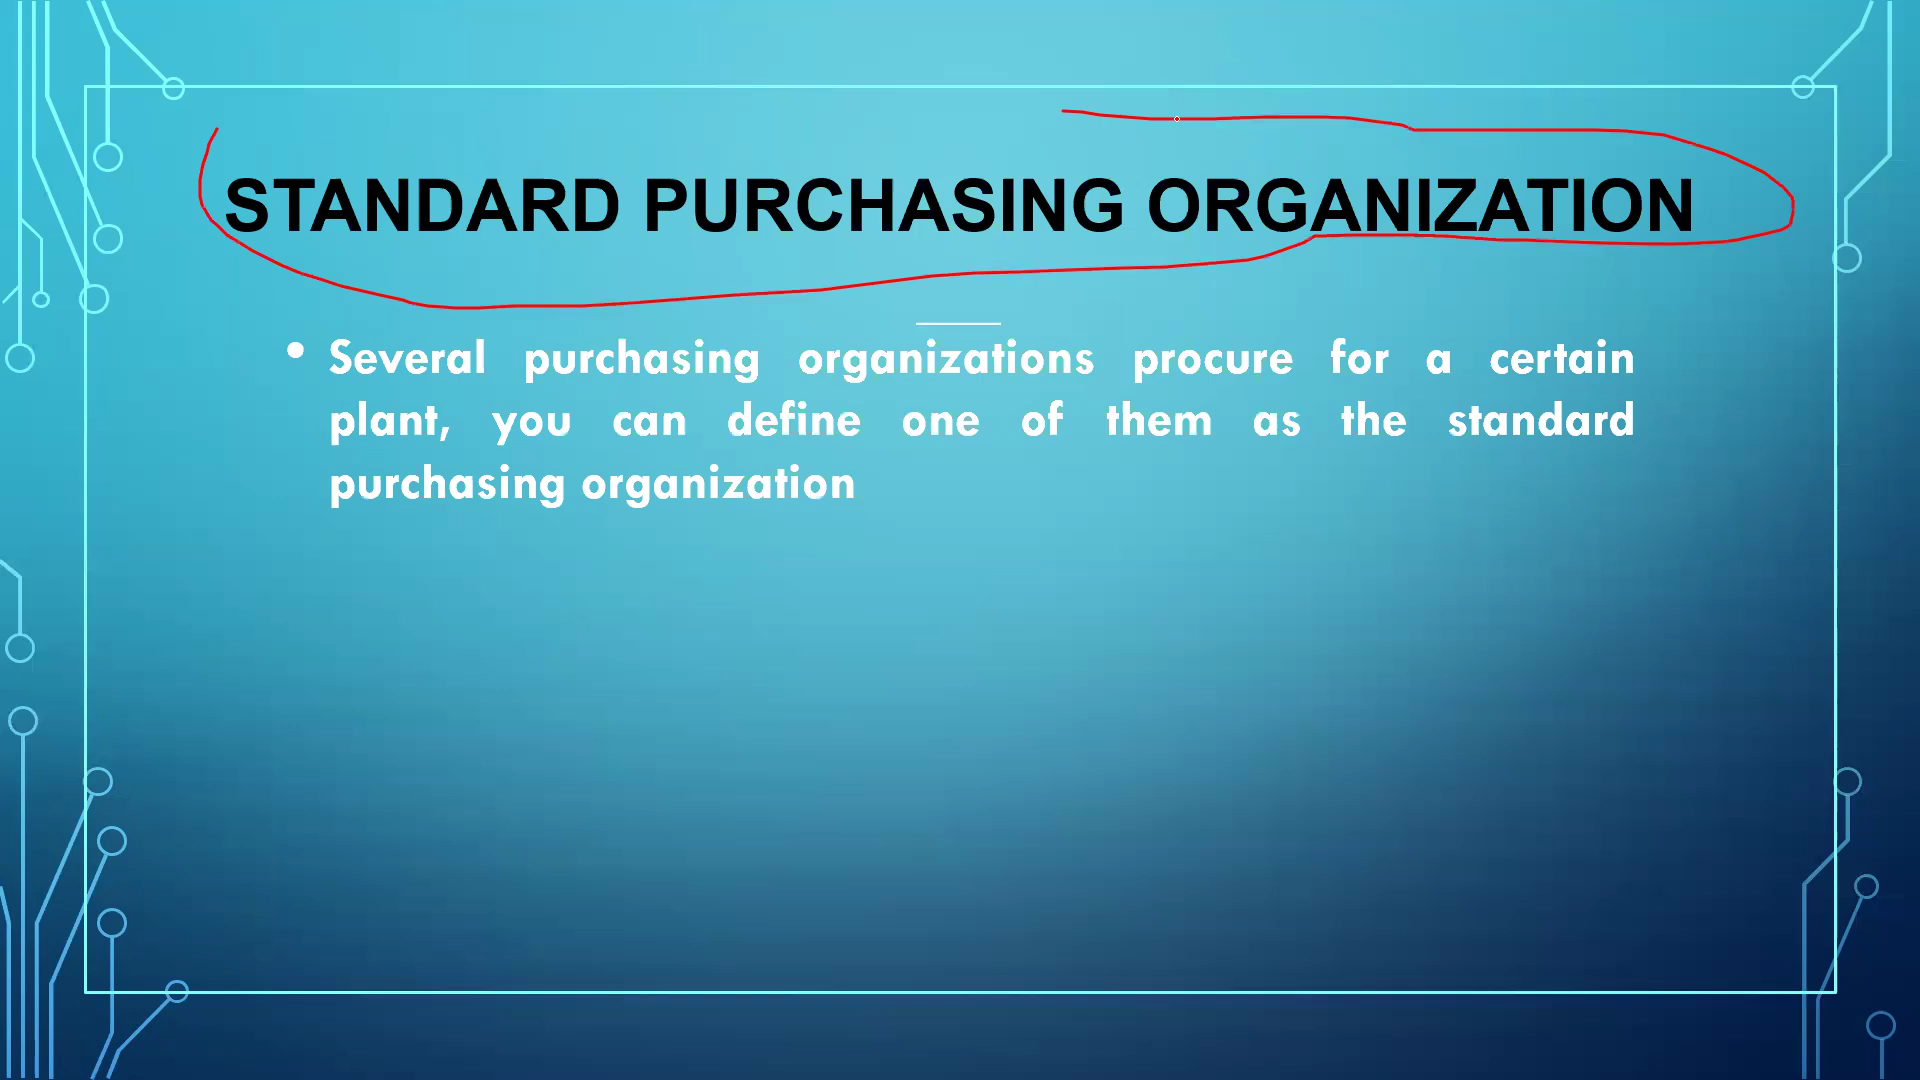 STANDARD PURCHASING ORGANIZATION
• Several purchasing organizations procure for a certain
plant, you can define one of them as the standard
purchasing organization